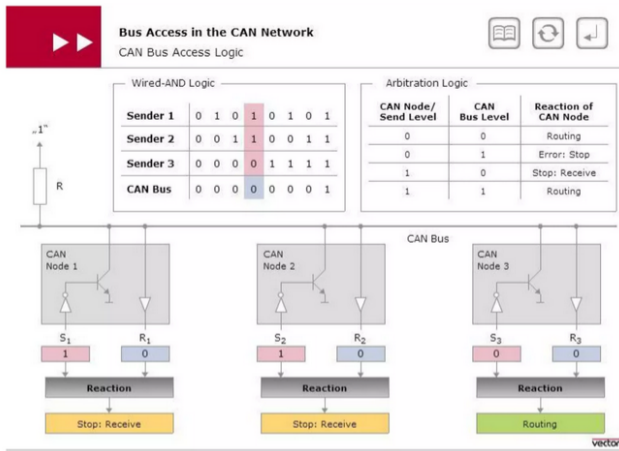 Bus Access in the CAN Network
CAN Bus Access Logic
Wired-AND Logic
Sender 1 0 1 0 1 0 1 0 1
Sender 2 0 0 1 1 0 0 1 1
Sender 3 0 0 0 0 1 1 1 1
CAN Bus 0 0 0 0 0 0 0 1
Arbitration Logic
CAN Node/ CAN Reaction of
Send Level Bus Level CAN Node
0 0 Routing
0 1 Error: Stop
1 0 Stop: Receive
1 1 Routing
„1"
R
CAN Bus
CAN
Node 1
S1 R1
1 0
Reaction
Stop: Receive
CAN
Node 2
S2 R2
1 0
Reaction
Stop: Receive
CAN
Node 3
S3 R3
0 0
Reaction
Routing
vector